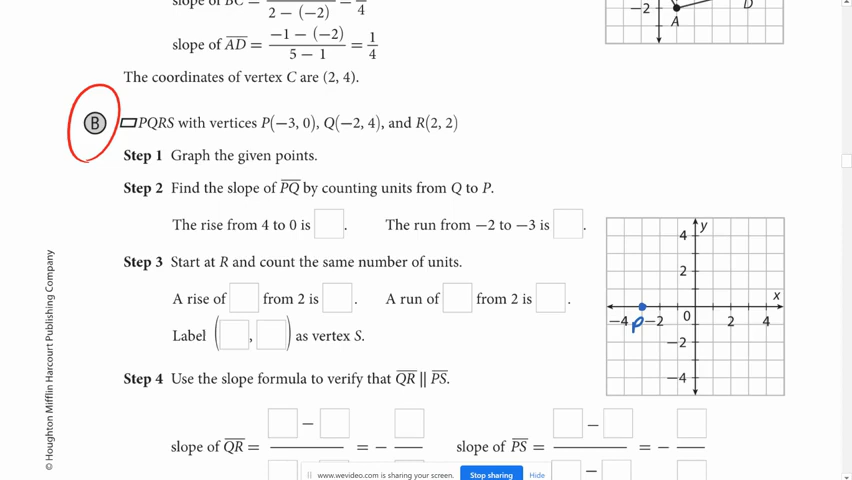 slope of BC = 2 − (−2) = 4
slope of AD = −1 − (−2) / 5 − 1 = 1/4
The coordinates of vertex C are (2, 4).
B ▱PQRS with vertices P(−3, 0), Q(−2, 4), and R(2, 2)
Step 1 Graph the given points.
Step 2 Find the slope of PQ by counting units from Q to P.
The rise from 4 to 0 is . The run from −2 to −3 is .
Step 3 Start at R and count the same number of units.
A rise of from 2 is . A run of from 2 is .
Label ( , ) as vertex S.
Step 4 Use the slope formula to verify that QR || PS.
slope of QR = − = − slope of PS = − = −
−
−2
A
D
y
4
2
x
−4 −2 0 2 4
P
−2
−4
© Houghton Mifflin Harcourt Publishing Company
www.wevideo.com is sharing your screen. Stop sharing Hide